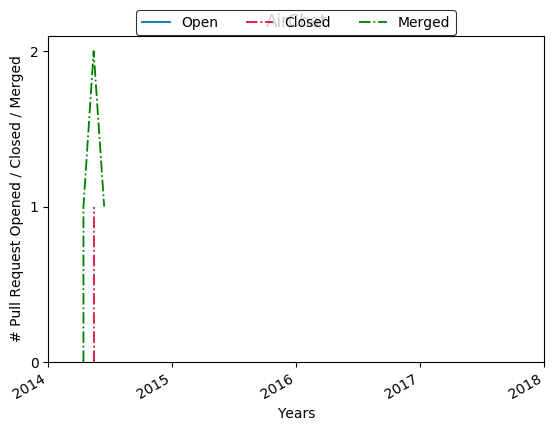 Open Closed Merged
# Pull Request Opened / Closed / Merged
2
1
0
2014 2015 2016 2017 2018
Years